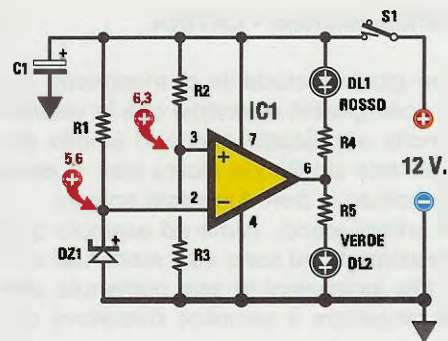 S1
C1
+
R1
R2
DL1
ROSSO
6,3
+
IC1
3
+
7
R4
5,6
+
6
+
12 V.
2
−
4
R5
−
DZ1
+
R3
VERDE
DL2